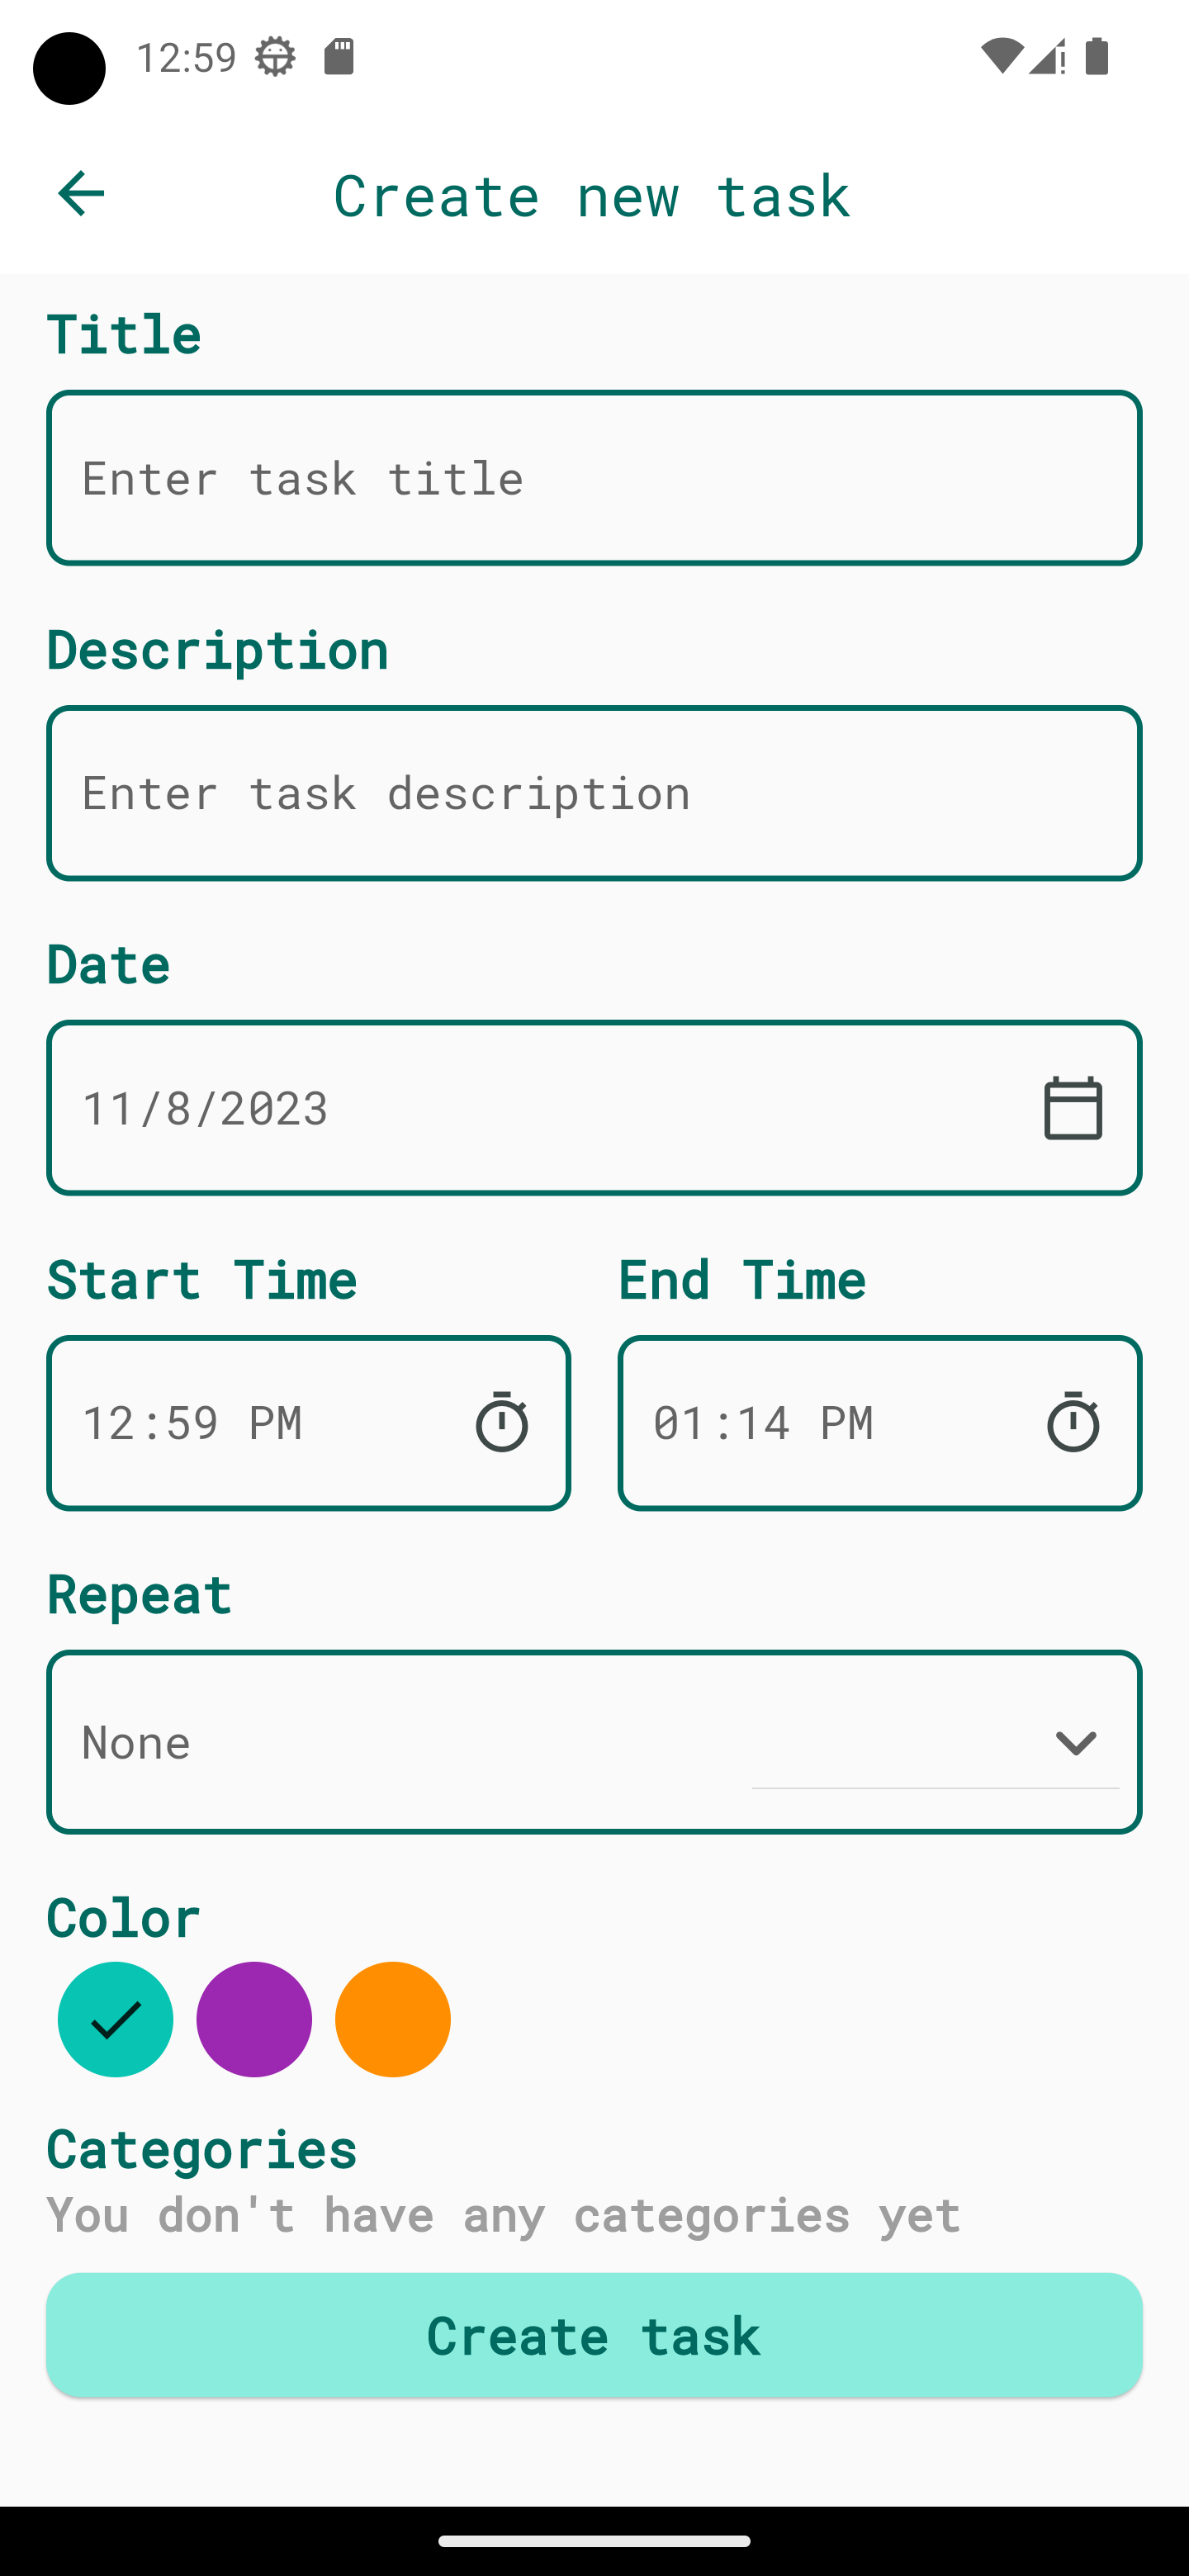 12:59
Create new task
Title
Enter task title
Description
Enter task description
Date
11/8/2023
Start Time
End Time
12:59 PM
01:14 PM
Repeat
None
Color
Categories
You don't have any categories yet
Create task